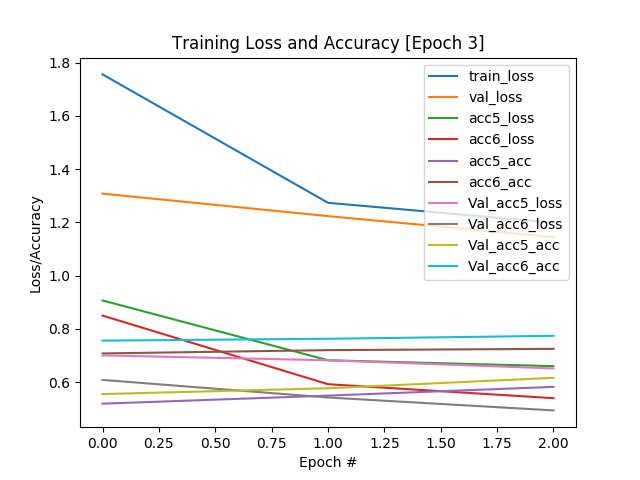 Training Loss and Accuracy [Epoch 3]
1.8
1.6
1.4
1.2
1.0
0.8
0.6
Loss/Accuracy
train_loss
val_loss
acc5_loss
acc6_loss
acc5_acc
acc6_acc
Val_acc5_loss
Val_acc6_loss
Val_acc5_acc
Val_acc6_acc
0.00 0.25 0.50 0.75 1.00 1.25 1.50 1.75 2.00
Epoch #